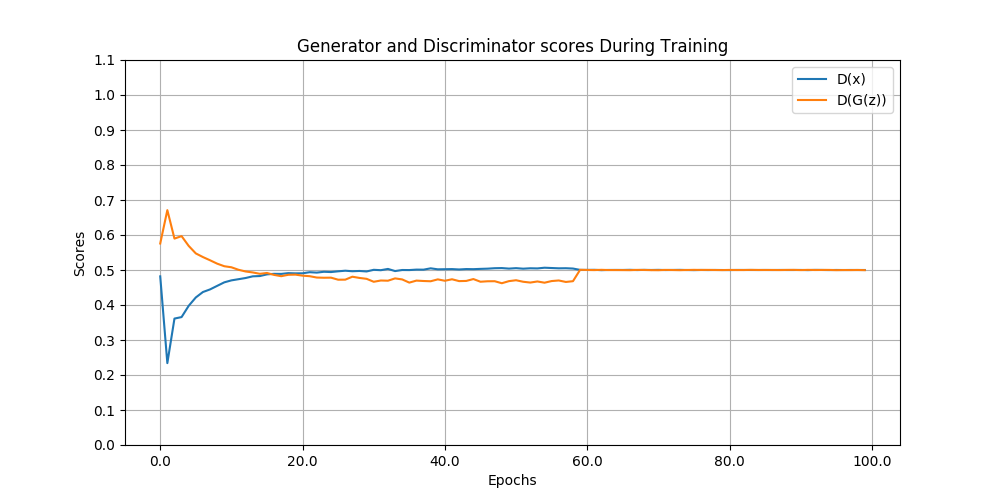 Generator and Discriminator scores During Training
1.1
1.0
0.9
0.8
0.7
0.6
0.5
0.4
0.3
0.2
0.1
0.0
Scores
D(x)
D(G(z))
0.0 20.0 40.0 60.0 80.0 100.0
Epochs